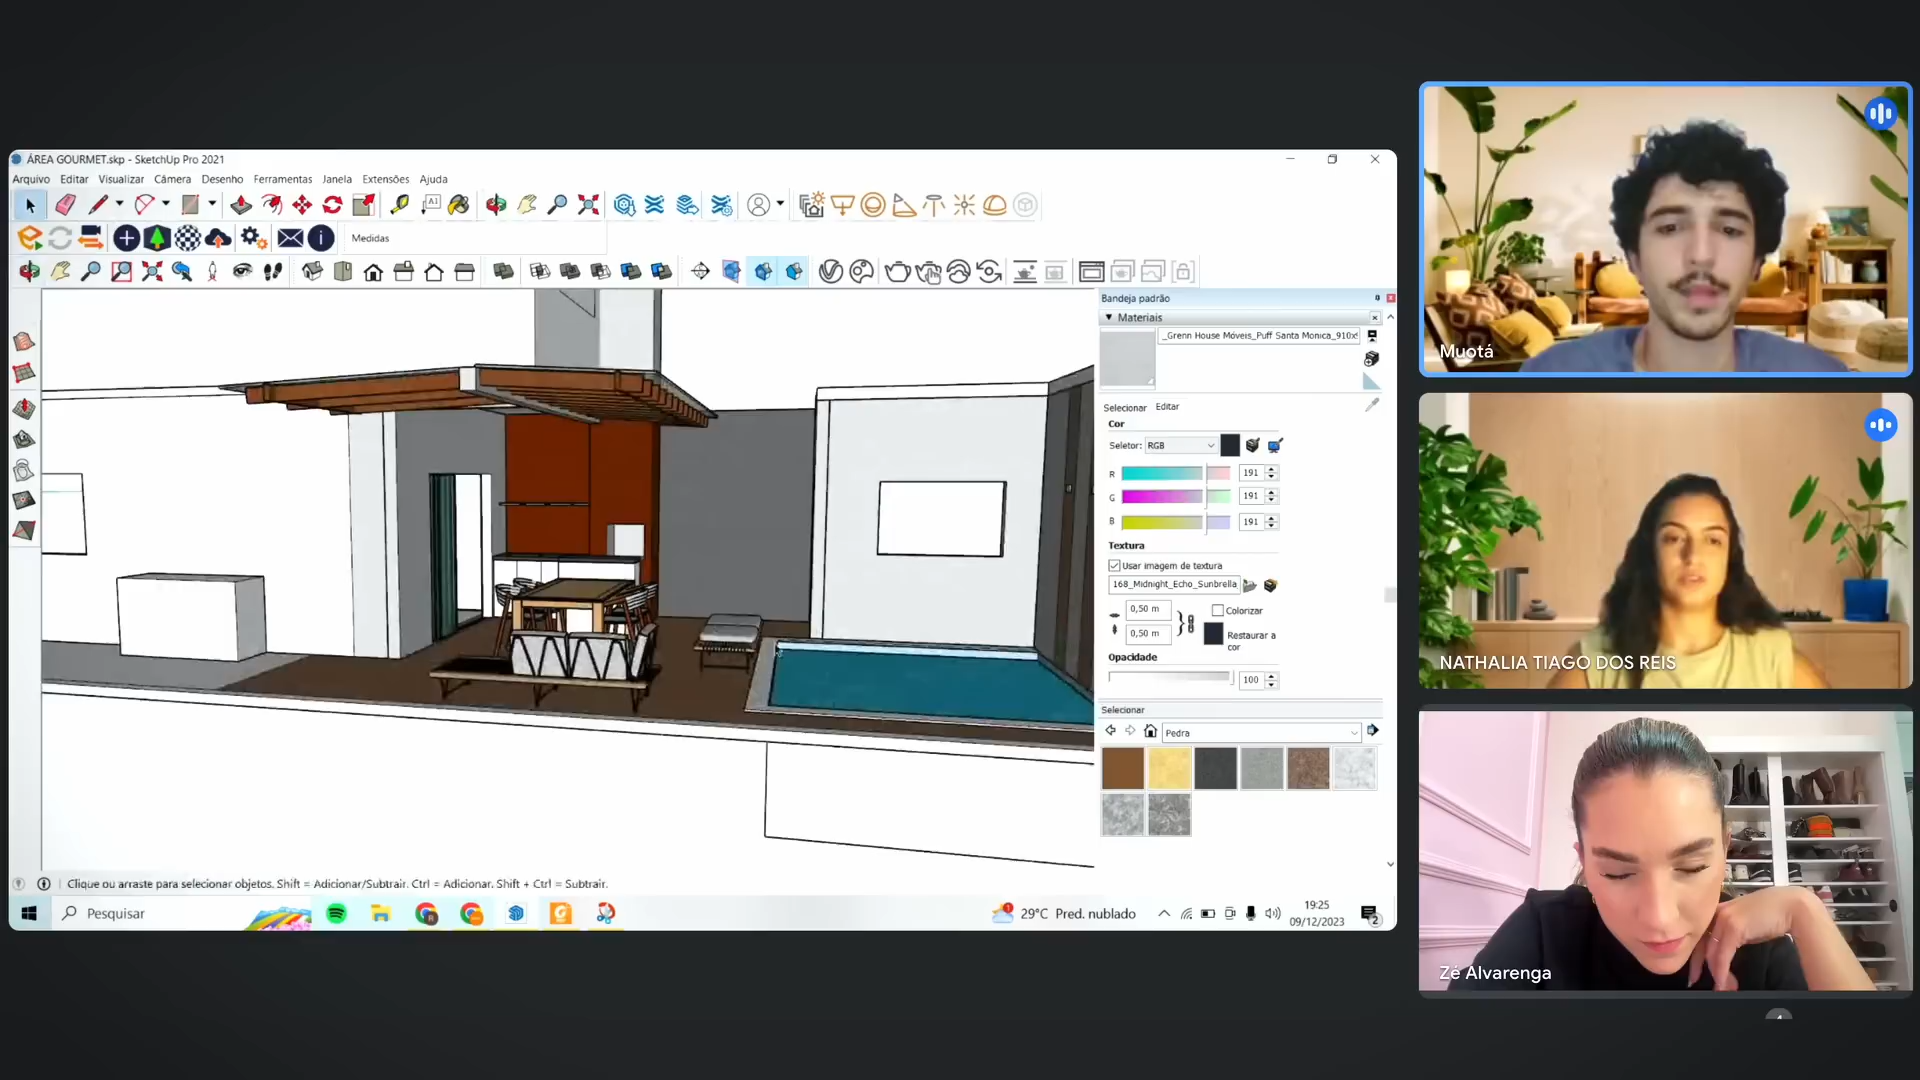 ÁREA GOURMET.skp - SketchUp Pro 2021
Arquivo Editar Visualizar Câmera Desenho Ferramentas Janela Extensões Ajuda
Medidas
Bandeja padrão
Materiais
_Grenn House Móveis_Puff Santa Monica_910x
Selecionar Editar
Cor
Seletor: RGB
R 191
G 191
B 191
Textura
Usar imagem de textura
168_Midnight_Echo_Sunbrella
0,50 m
Colorizar
0,50 m
Restaurar a cor
Opacidade
100
Selecionar
Pedra
Clique ou arraste para selecionar objetos. Shift = Adicionar/Subtrair. Ctrl = Adicionar. Shift + Ctrl = Subtrair.
Pesquisar
29°C Pred. nublado
19:25
09/12/2023
2
Muotá
NATHALIA TIAGO DOS REIS
Zé Alvarenga